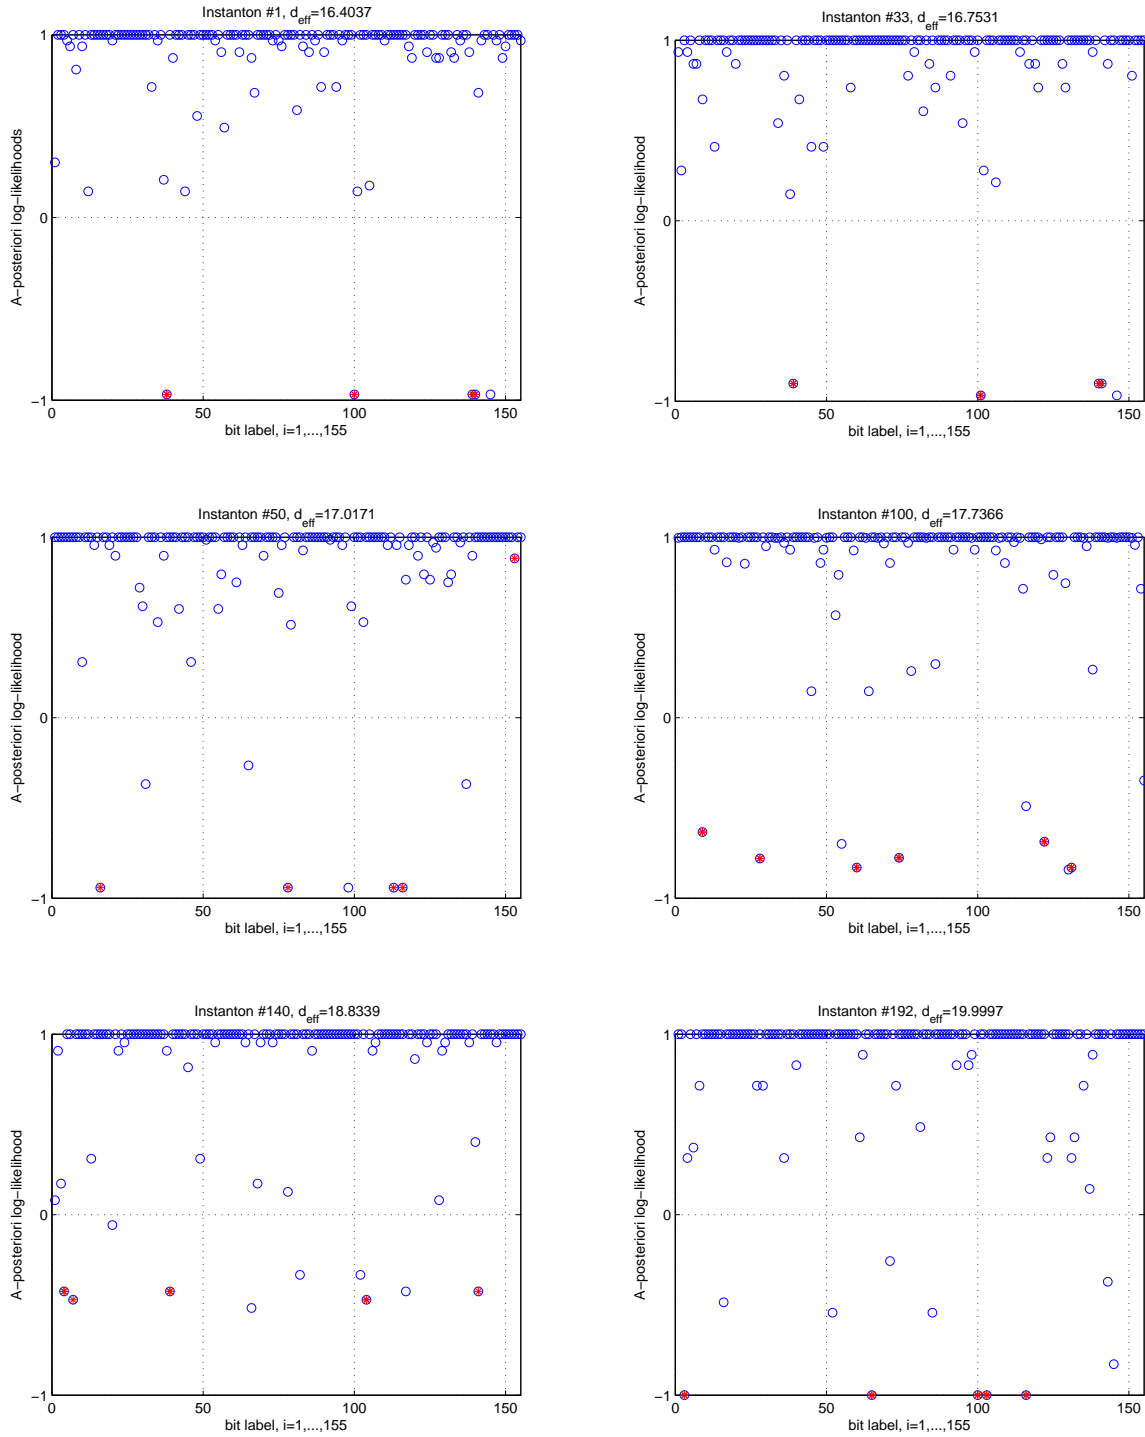 Instanton #1, d_eff=16.4037
A−posteriori log−likelihoods
1
0
−1
0 50 100 150
bit label, i=1,...,155
Instanton #33, d_eff=16.7531
A−posteriori log−likelihood
1
0
−1
0 50 100 150
bit label, i=1,...,155
Instanton #50, d_eff=17.0171
A−posteriori log−likelihood
1
0
−1
0 50 100 150
bit label, i=1,...,155
Instanton #100, d_eff=17.7366
A−posteriori log−likelihood
1
0
−1
0 50 100 150
bit label, i=1,...,155
Instanton #140, d_eff=18.8339
A−posteriori log−likelihood
1
0
−1
0 50 100 150
bit label, i=1,...,155
Instanton #192, d_eff=19.9997
A−posteriori log−likelihood
1
0
−1
0 50 100 150
bit label, i=1,...,155